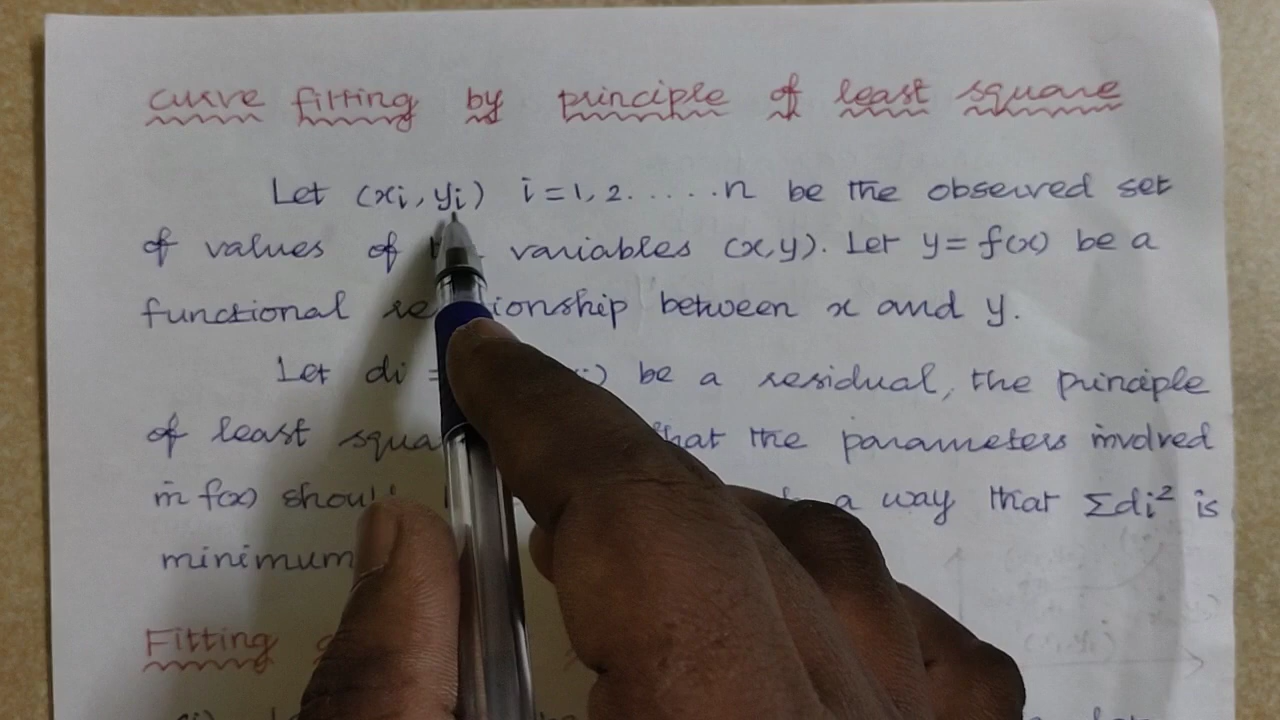 curve fitting by principle of least square
Let (xi, yi) i = 1, 2. . . . . . n be the observed set
of values of variables (x,y). Let y = f(x) be a
functional between x and y.
Let di = be a residual, the principle
of least that the parameters involved
in f(x) a way that Σdi² is
minimum
Fitting